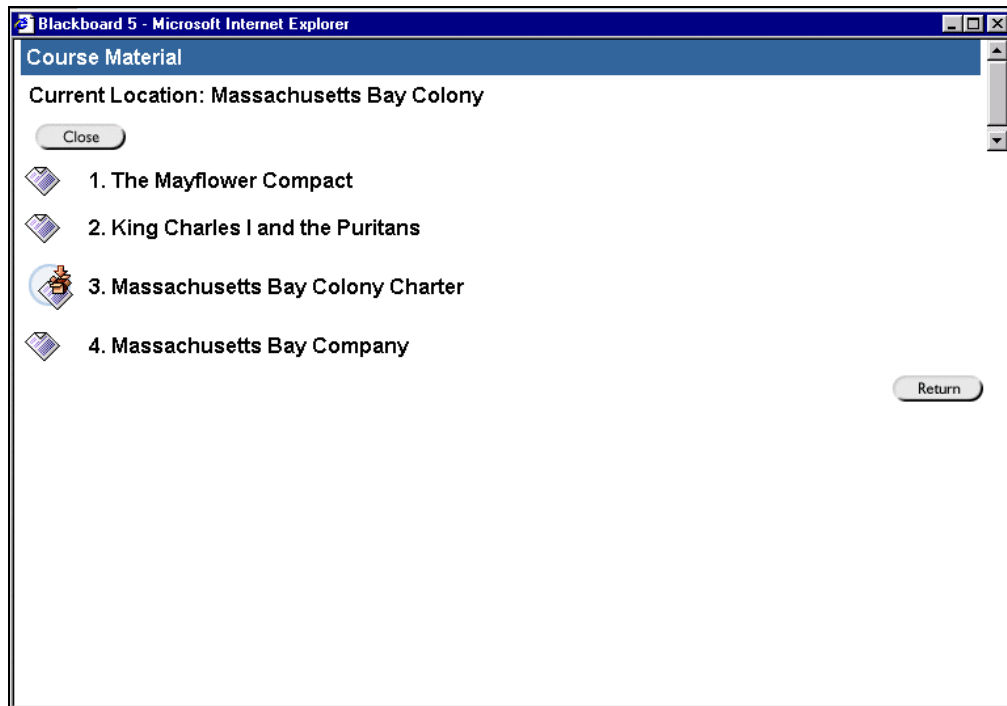 Blackboard 5 - Microsoft Internet Explorer
Course Material
Current Location: Massachusetts Bay Colony
Close
1. The Mayflower Compact
2. King Charles I and the Puritans
3. Massachusetts Bay Colony Charter
4. Massachusetts Bay Company
Return